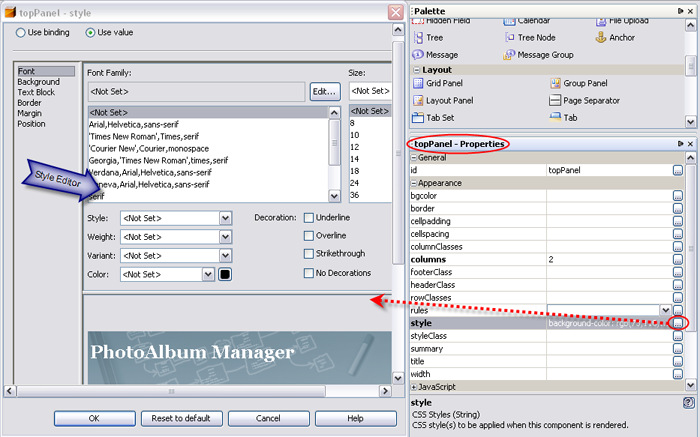 topPanel - style
Use binding
Use value
Font
Background
Text Block
Border
Margin
Position
Font Family:
Size:
<Not Set>
Edit...
<Not Set>
<Not Set>
Arial,Helvetica,sans-serif
'Times New Roman',Times,serif
'Courier New',Courier,monospace
Georgia,'Times New Roman',times,serif
Verdana,Arial,Helvetica,sans-serif
Geneva,Arial,Helvetica,sans-serif
serif
<Not Set>
8
10
12
14
18
24
36
Style Editor
Style:
<Not Set>
Weight:
<Not Set>
Variant:
<Not Set>
Color:
<Not Set>
Decoration:
Underline
Overline
Strikethrough
No Decorations
PhotoAlbum Manager
OK
Reset to default
Cancel
Help
Palette
Hidden Field
Calendar
File Upload
Tree
Tree Node
Anchor
Message
Message Group
Layout
Grid Panel
Group Panel
Layout Panel
Page Separator
Tab Set
Tab
topPanel - Properties
General
id
topPanel
Appearance
bgcolor
border
cellpadding
cellspacing
columnClasses
columns
2
footerClass
headerClass
rowClasses
rules
style
background-color:
styleClass
summary
title
width
JavaScript
style
CSS Styles (String)
CSS style(s) to be applied when this component is rendered.